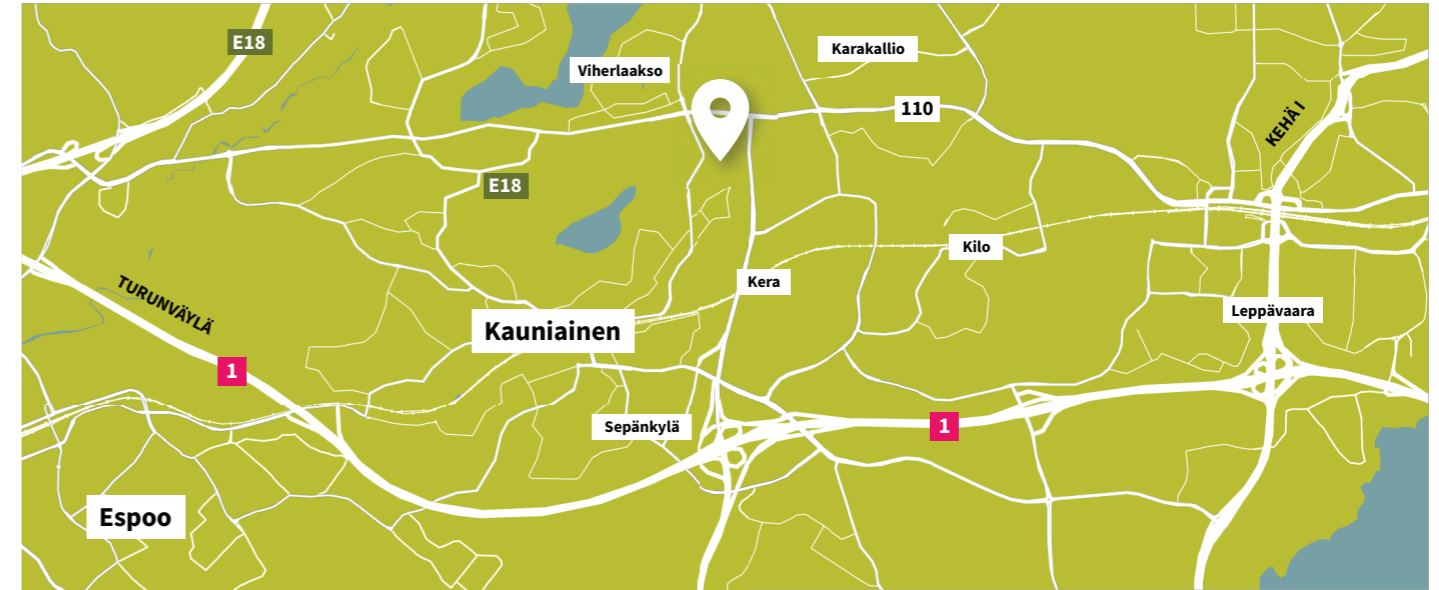 E18
Karakallio
Viherlaakso
110
KEHÄ I
E18
Kilo
Kera
TURUNVÄYLÄ
Leppävaara
Kauniainen
1
Sepänkylä
1
Espoo